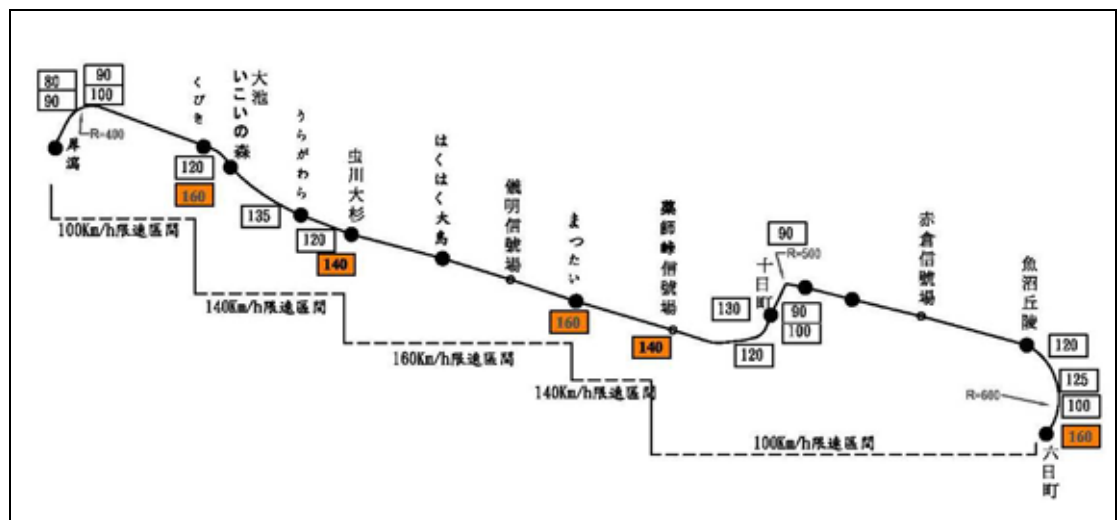 80
90
90
100
R=400
犀潟
くびき
120
160
大池
いこいの森
135
うらがわら
120
虫川大杉
140
はくはく大島
儀明信號場
まつたい
160
薬師峠信號場
140
130
120
十日町
90
R=500
90
100
赤倉信號場
魚沼丘陵
120
125
R=600
100
160
六日町
100Km/h限速區間
140Km/h限速區間
160Km/h限速區間
140Km/h限速區間
100Km/h限速區間